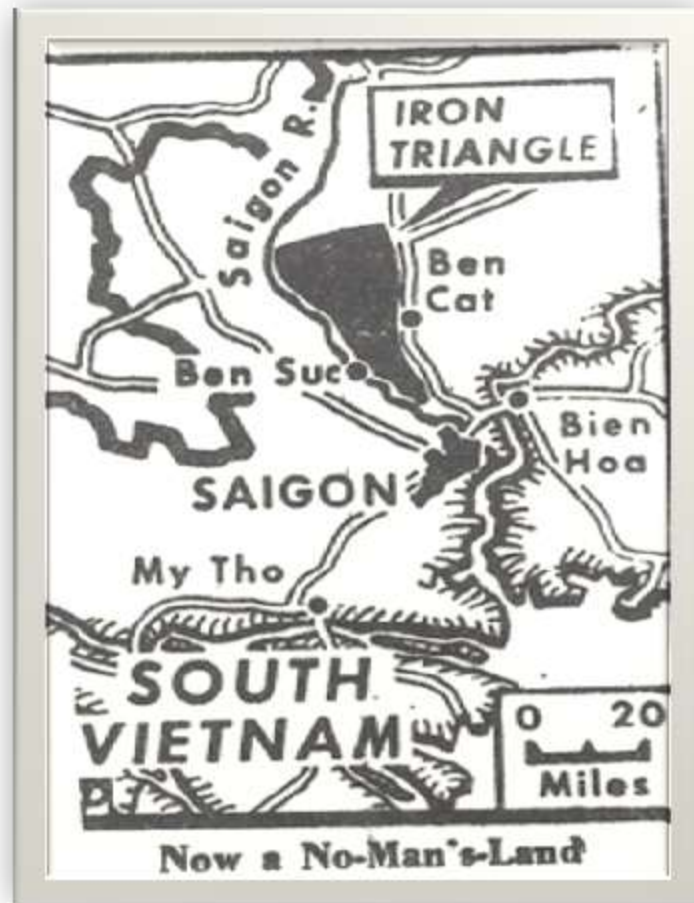 IRON
TRIANGLE
Saigon R.
Ben
Cat
Ben Suc
Bien
Hoa
SAIGON
My Tho
SOUTH
VIETNAM
0 20
Miles
Now a No-Man's-Land